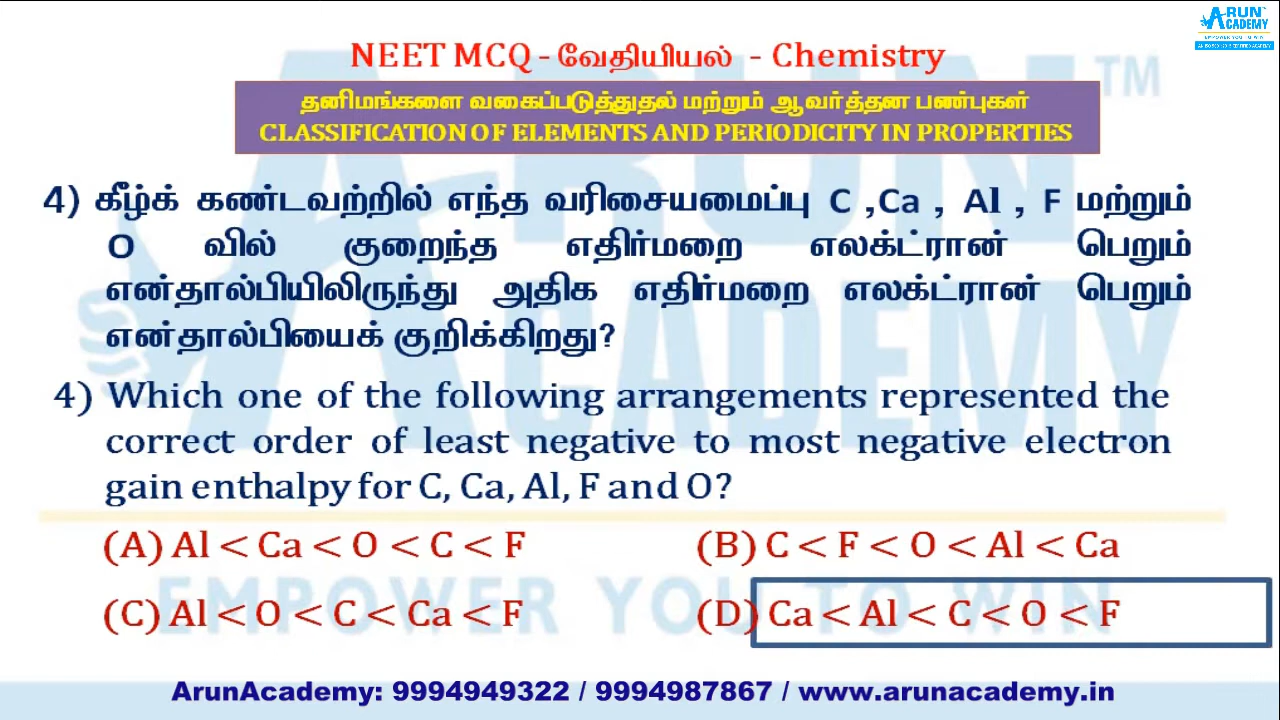 ARUN
ACADEMY
NEET MCQ - வேதியியல் - Chemistry
தனிமங்களை வகைப்படுத்துதல் மற்றும் ஆவர்த்தன பண்புகள்
CLASSIFICATION OF ELEMENTS AND PERIODICITY IN PROPERTIES
4) கீழ்க் கண்டவற்றில் எந்த வரிசையமைப்பு C ,Ca , Al , F மற்றும்
O வில் குறைந்த எதிர்மறை எலக்ட்ரான் பெறும்
என்தால்பியிலிருந்து அதிக எதிர்மறை எலக்ட்ரான் பெறும்
என்தால்பியைக் குறிக்கிறது?
4) Which one of the following arrangements represented the
correct order of least negative to most negative electron
gain enthalpy for C, Ca, Al, F and O?
(A) Al < Ca < O < C < F (B) C < F < O < Al < Ca
(C) Al < O < C < Ca < F (D) Ca < Al < C < O < F
EMPOWER YOU TO WIN
ArunAcademy: 9994949322 / 9994987867 / www.arunacademy.in